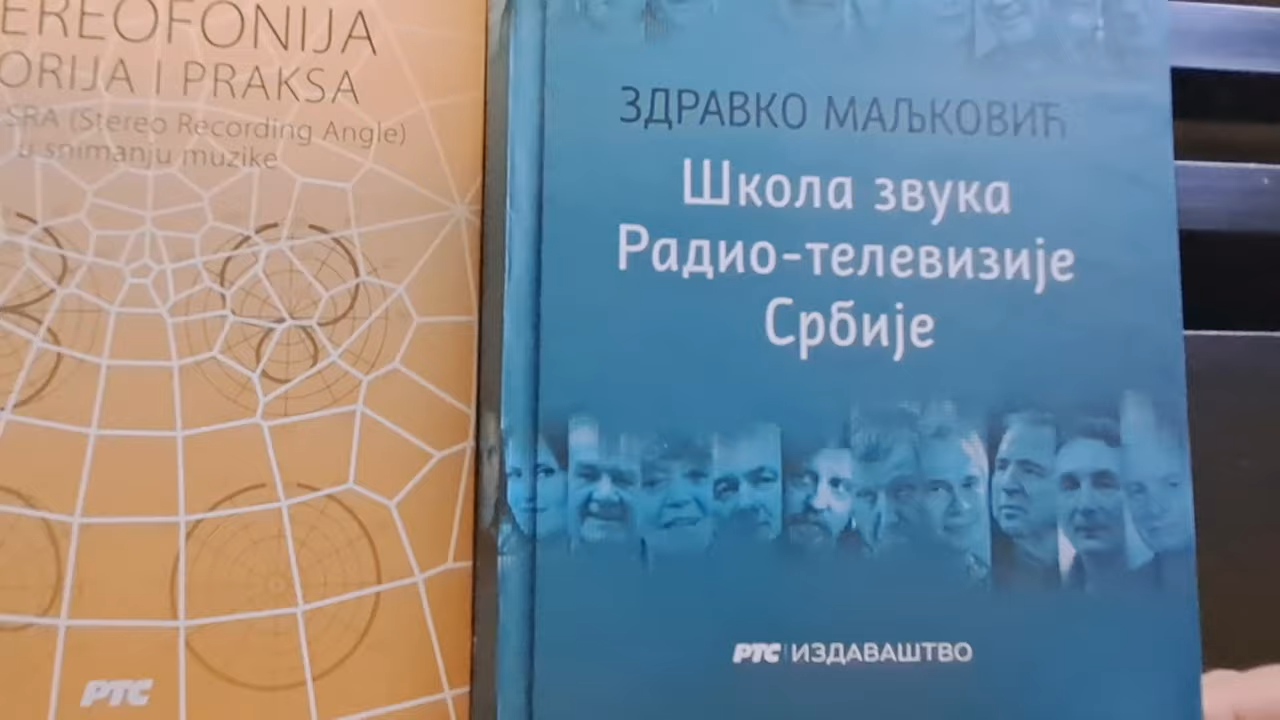 EREOFONIJA
ORIJA I PRAKSA
SRA (Stereo Recording Angle)
u snimanju muzike
РТС
ЗДРАВКО МАЉКОВИЋ
Школа звука
Радио-телевизије
Србије
РТС ИЗДАВАШТВО